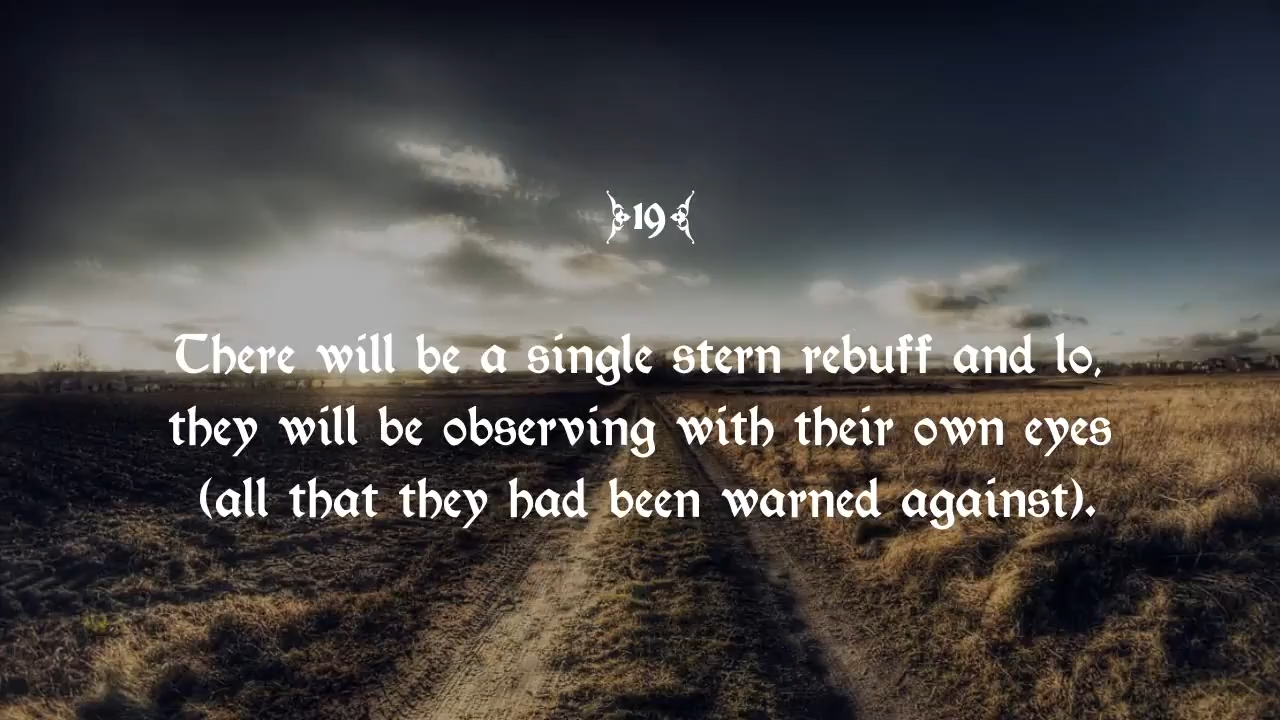 19
There will be a single stern rebuff and lo,
they will be observing with their own eyes
(all that they had been warned against).